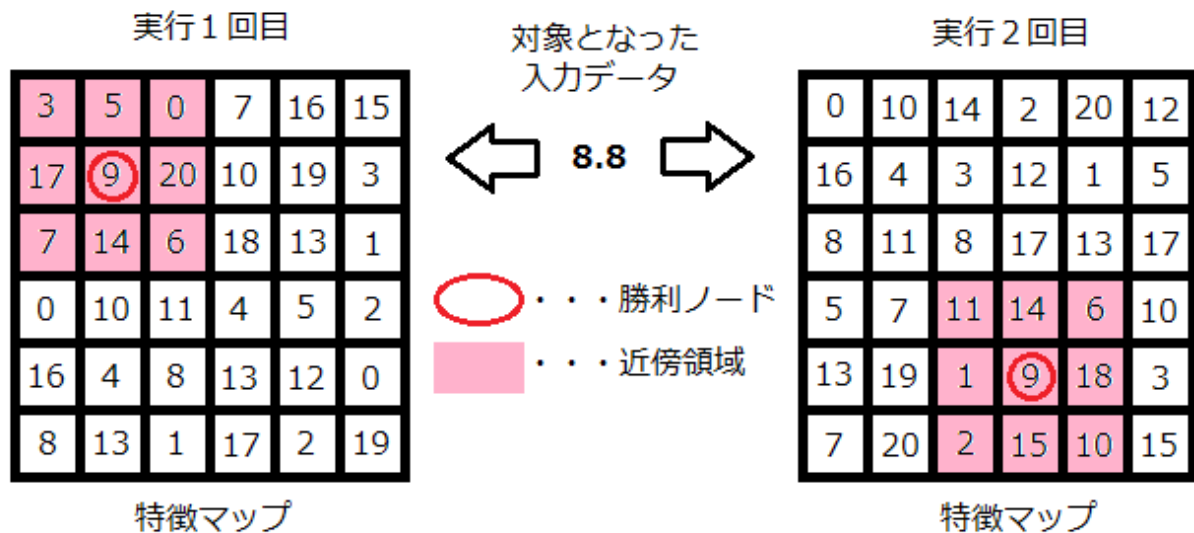 実行１回目
対象となった
入力データ
実行２回目
3 5 0 7 16 15
17 9 20 10 19 3
7 14 6 18 13 1
0 10 11 4 5 2
16 4 8 13 12 0
8 13 1 17 2 19
特徴マップ
8.8
・・・勝利ノード
・・・近傍領域
0 10 14 2 20 12
16 4 3 12 1 5
8 11 8 17 13 17
5 7 11 14 6 10
13 19 1 9 18 3
7 20 2 15 10 15
特徴マップ